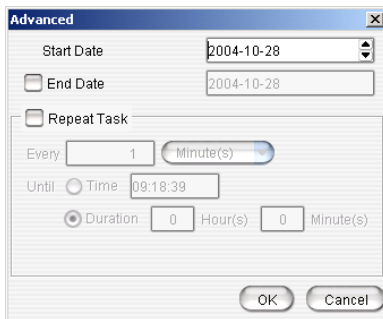 Advanced
Start Date 2004-10-28
End Date 2004-10-28
Repeat Task
Every 1 Minute(s)
Until Time 09:18:39
Duration 0 Hour(s) 0 Minute(s)
OK Cancel